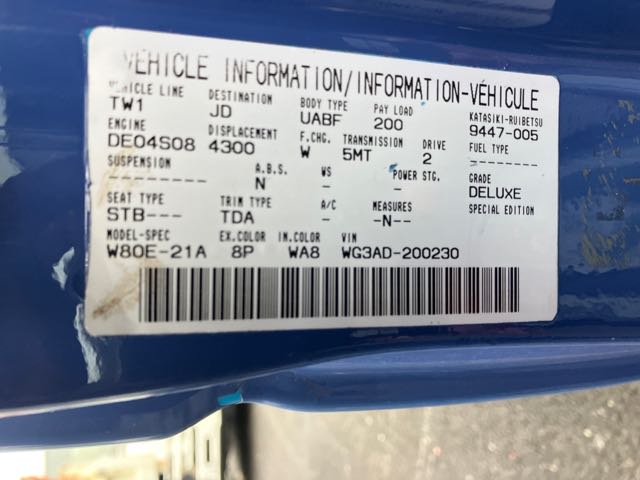 VEHICLE INFORMATION/INFORMATION-VÉHICULE
VEHICLE LINE DESTINATION BODY TYPE PAY LOAD KATASIKI-RUIBETSU
TW1 JD UABF 200 9447-005
ENGINE DISPLACEMENT F.CHG. TRANSMISSION DRIVE FUEL TYPE
DE04S08 4300 W 5MT 2 -------
SUSPENSION A.B.S. WS POWER STG. GRADE
---------- N - - DELUXE
SEAT TYPE TRIM TYPE A/C MEASURES SPECIAL EDITION
STB--- TDA - -N--
MODEL-SPEC EX.COLOR IN.COLOR VIN
W80E-21A 8P WA8 WG3AD-200230